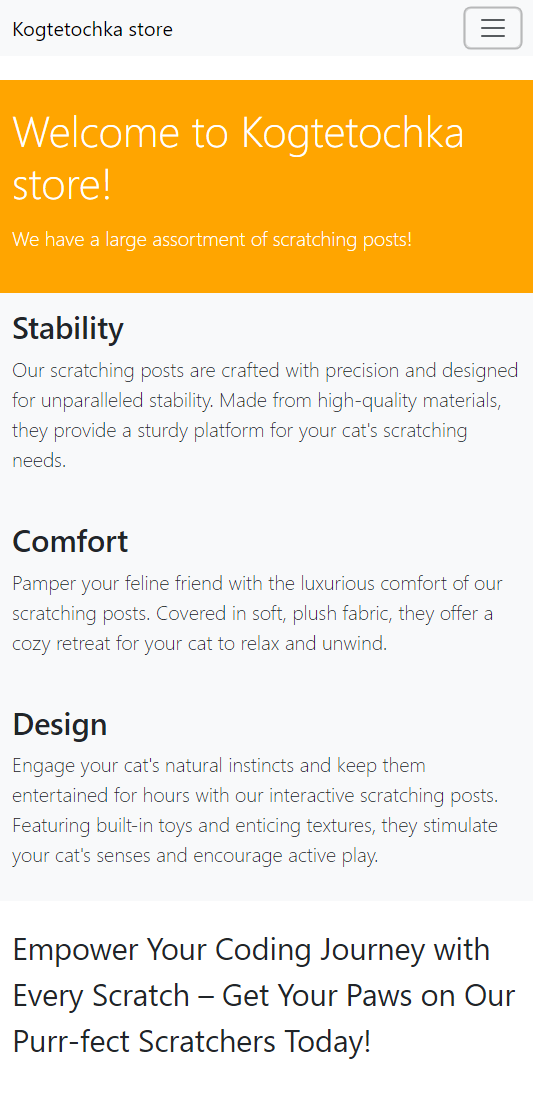 Kogtetochka store
Welcome to Kogtetochka
store!
We have a large assortment of scratching posts!
Stability
Our scratching posts are crafted with precision and designed
for unparalleled stability. Made from high-quality materials,
they provide a sturdy platform for your cat's scratching
needs.
Comfort
Pamper your feline friend with the luxurious comfort of our
scratching posts. Covered in soft, plush fabric, they offer a
cozy retreat for your cat to relax and unwind.
Design
Engage your cat's natural instincts and keep them
entertained for hours with our interactive scratching posts.
Featuring built-in toys and enticing textures, they stimulate
your cat's senses and encourage active play.
Empower Your Coding Journey with
Every Scratch – Get Your Paws on Our
Purr-fect Scratchers Today!